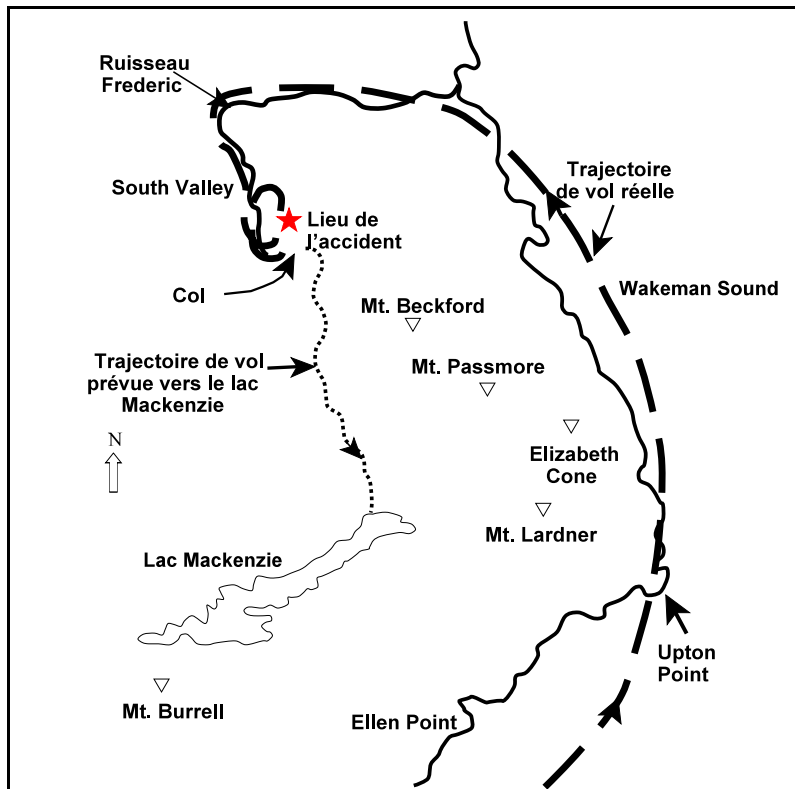 Ruisseau
Frederic
South Valley
Trajectoire
de vol réelle
Lieu de
l'accident
Col
Wakeman Sound
Mt. Beckford
Trajectoire de vol
prévue vers le lac
Mackenzie
Mt. Passmore
N
Elizabeth
Cone
Mt. Lardner
Lac Mackenzie
Upton
Point
Mt. Burrell
Ellen Point